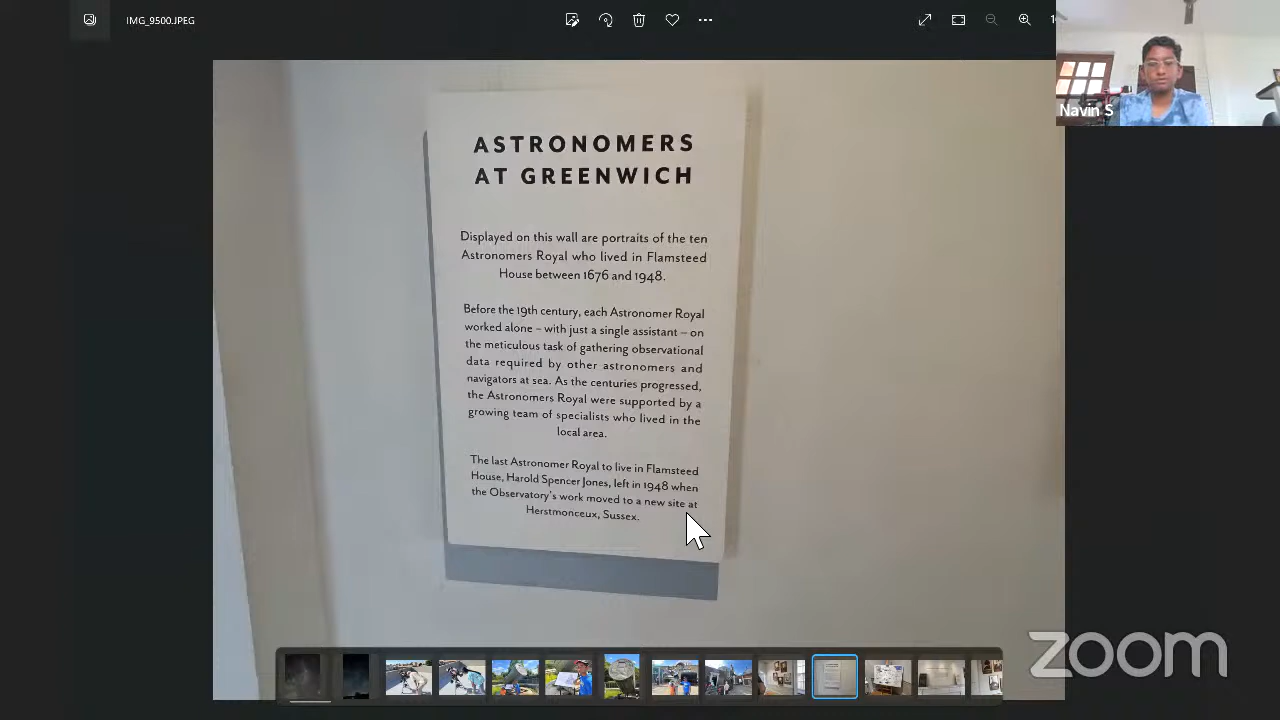 IMG_9500.JPEG
Navin S
ASTRONOMERS
AT GREENWICH
Displayed on this wall are portraits of the ten
Astronomers Royal who lived in Flamsteed
House between 1676 and 1948.
Before the 19th century, each Astronomer Royal
worked alone – with just a single assistant – on
the meticulous task of gathering observational
data required by other astronomers and
navigators at sea. As the centuries progressed,
the Astronomers Royal were supported by a
growing team of specialists who lived in the
local area.
The last Astronomer Royal to live in Flamsteed
House, Harold Spencer Jones, left in 1948 when
the Observatory's work moved to a new site at
Herstmonceux, Sussex.
zoom